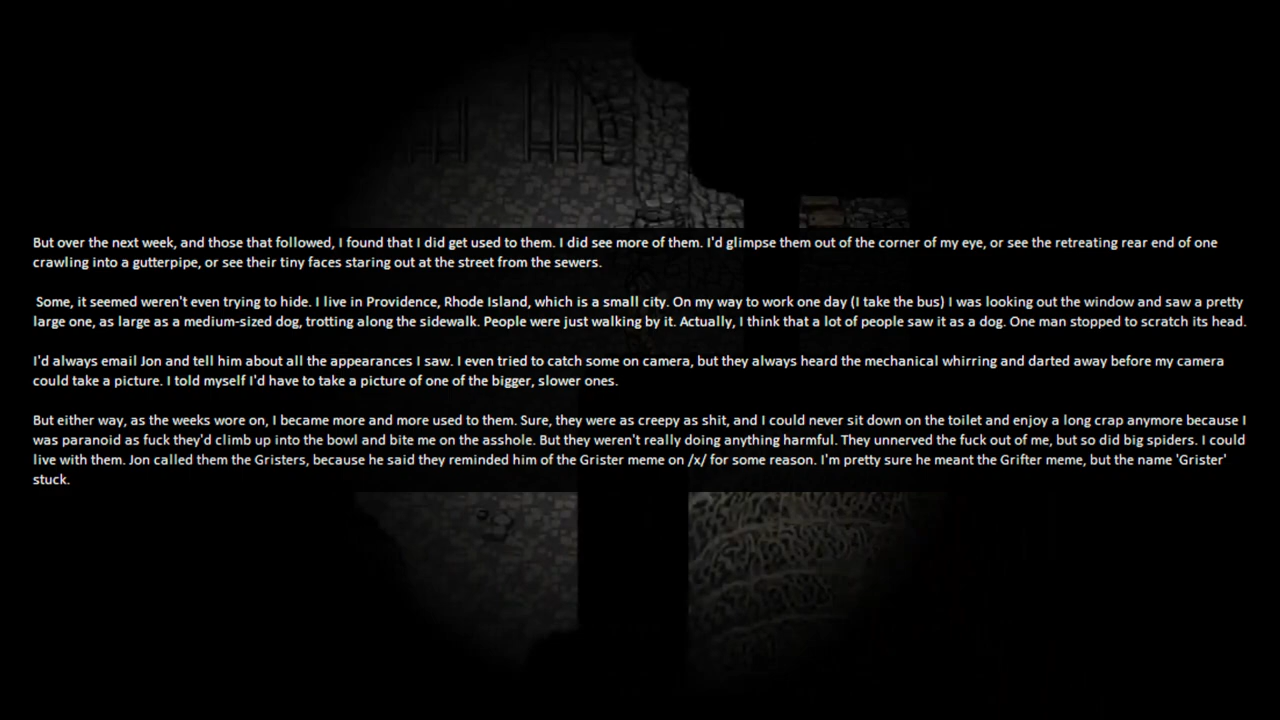 But over the next week, and those that followed, I found that I did get used to them. I did see more of them. I'd glimpse them out of the corner of my eye, or see the retreating rear end of one
crawling into a gutterpipe, or see their tiny faces staring out at the street from the sewers.
Some, it seemed weren't even trying to hide. I live in Providence, Rhode Island, which is a small city. On my way to work one day (I take the bus) I was looking out the window and saw a pretty
large one, as large as a medium-sized dog, trotting along the sidewalk. People were just walking by it. Actually, I think that a lot of people saw it as a dog. One man stopped to scratch its head.
I'd always email Jon and tell him about all the appearances I saw. I even tried to catch some on camera, but they always heard the mechanical whirring and darted away before my camera
could take a picture. I told myself I'd have to take a picture of one of the bigger, slower ones.
But either way, as the weeks wore on, I became more and more used to them. Sure, they were as creepy as shit, and I could never sit down on the toilet and enjoy a long crap anymore because I
was paranoid as fuck they'd climb up into the bowl and bite me on the asshole. But they weren't really doing anything harmful. They unnerved the fuck out of me, but so did big spiders. I could
live with them. Jon called them the Gristers, because he said they reminded him of the Grister meme on /x/ for some reason. I'm pretty sure he meant the Grifter meme, but the name 'Grister'
stuck.